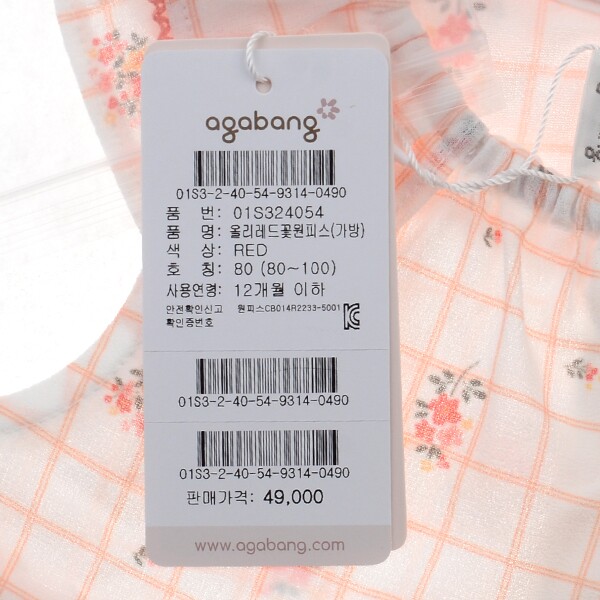 agabang
01S3-2-40-54-9314-0490
품 번: 01S324054
품 명: 올리레드꽃원피스(가방)
색 상: RED
호 칭: 80 (80~100)
사용연령: 12개월 이하
안전확인신고 원피스CB014R2233-5001
확인증번호
01S3-2-40-54-9314-0490
01S3-2-40-54-9314-0490
판매가격: 49,000
www.agabang.com